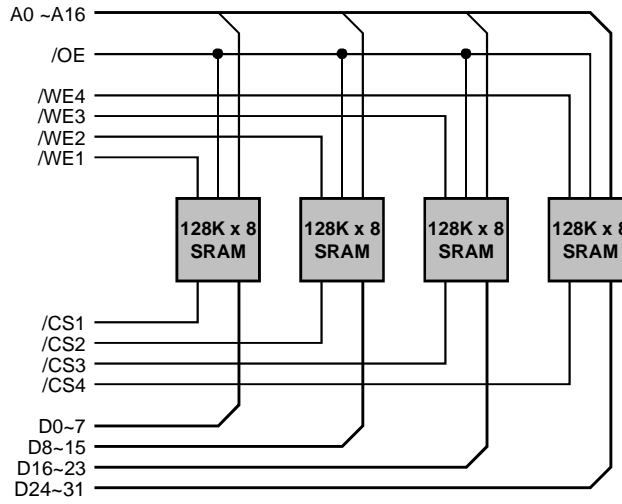 A0 ~A16
/OE
/WE4
/WE3
/WE2
/WE1
128K x 8
SRAM
128K x 8
SRAM
128K x 8
SRAM
128K x 8
SRAM
/CS1
/CS2
/CS3
/CS4
D0~7
D8~15
D16~23
D24~31